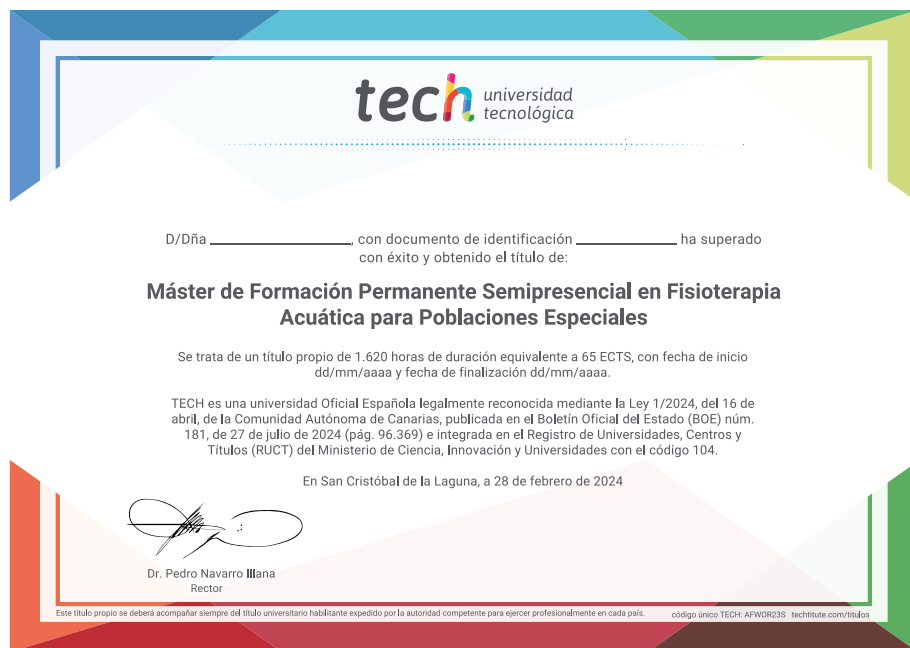 tech universidad
tecnológica
D/Dña ____________________, con documento de identificación ______________ ha superado
con éxito y obtenido el título de:
Máster de Formación Permanente Semipresencial en Fisioterapia
Acuática para Poblaciones Especiales
Se trata de un título propio de 1.620 horas de duración equivalente a 65 ECTS, con fecha de inicio
dd/mm/aaaa y fecha de finalización dd/mm/aaaa.
TECH es una universidad Oficial Española legalmente reconocida mediante la Ley 1/2024, del 16 de
abril, de la Comunidad Autónoma de Canarias, publicada en el Boletín Oficial del Estado (BOE) núm.
181, de 27 de julio de 2024 (pág. 96.369) e integrada en el Registro de Universidades, Centros y
Títulos (RUCT) del Ministerio de Ciencia, Innovación y Universidades con el código 104.
En San Cristóbal de la Laguna, a 28 de febrero de 2024
Dr. Pedro Navarro Illana
Rector
Este título propio se deberá acompañar siempre del título universitario habilitante expedido por la autoridad competente para ejercer profesionalmente en cada país. código único TECH: AFWOR23S techtitute.com/titulos